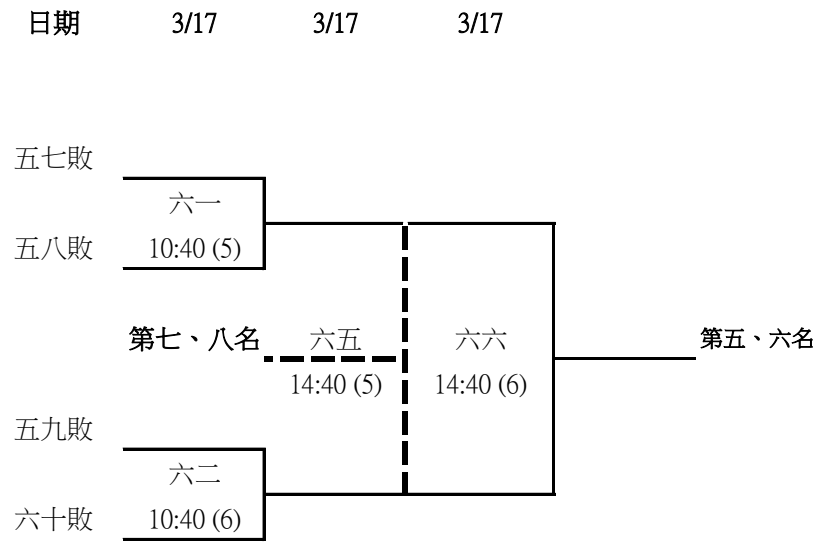 日期 3/17 3/17 3/17
五七敗
六一
五八敗 10:40 (5)
第七、八名 六五 六六 第五、六名
14:40 (5) 14:40 (6)
五九敗
六二
六十敗 10:40 (6)